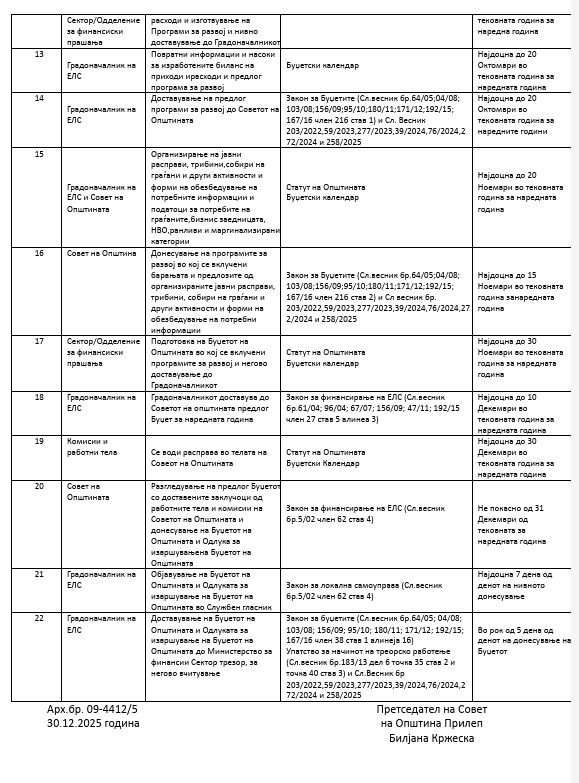 Сектор/Одделение
за финансиски
прашања
расходи и изготвување на
Програми за развој и нивно
доставување до Градоначалникот
тековната година за
наредна година
13
Градоначалник на
ЕЛС
Повратни информации и насоки
за изработените биланс на
приходи ирасходи и предлог
програма за развој
Буџетски календар
Најдоцна до 20
Октомври во
тековната година за
наредната година
14
Градоначалник на
ЕЛС
Доставување на предлог
програми за развој до Советот на
Општината
Закон за Буџетите (Сл.весник бр.64/05;04/08;
103/08;156/09;95/10;180/11;171/12;192/15;
167/16 член 216 став 1) и Сл. Весник
203/2022,59/2023,277/2023,39/2024,76/2024,2
72/2024 и 258/2025
Најдоцна до 20
Октомври во
тековната година за
наредните години
15
Градоначалник на
ЕЛС и Совет на
Општината
Организирање на јавни
расправи, трибини,собири на
граѓани и други активности и
форми на обезбедување на
потребните информации и
податоци за потребите на
граѓаните,бизнис заедницата,
НВО,ранливи и маргинализирани
категории
Статут на Општината
Буџетски календар
Најдоцна до 20
Ноември во тековната
година за наредната
година
16
Совет на Општина
Донесување на програмите за
развој во кој се вклучени
барањата и предлозите од
организираните јавни расправи,
трибини, собири на граѓани и
други активности и форми на
обезбедување на потребни
информации
Закон за Буџетите (Сл.весник бр.64/05;04/08;
103/08;156/09;95/10;180/11;171/12;192/15;
167/16 член 216 став 2) и Сл весник бр.
203/2022,59/2023,277/2023,39/2024,76/2024,27
2/2024 и 258/2025
Најдоцна до 15
Ноември во тековната
година занаредната
година
17
Сектор/Одделение
за финансиски
прашања
Подготовка на Буџетот на
Општината во кој се вклучени
програмите за развој и негово
доставување до
Градоначалникот
Статут на Општината
Буџетски календар
Најдоцна до 30
Ноември во тековната
година за наредната
година
18
Градоначалник на
ЕЛС
Градоначалникот доставува до
Советот на општината предлог
Буџет за наредната година
Закон за финансирање на ЕЛС (Сл.весник
бр.61/04; 96/04; 67/07; 156/09; 47/11; 192/15
член 27 став 5 алинеа 3)
Најдоцна до 10
Декември во
тековната година за
наредната година
19
Комисии и
работни тела
Се води расправа во телата на
Совеот на Општината
Статут на Општината
Буџетски Календар
Најдоцна до 30
Декември во
тековната година за
наредната година
20
Совет на
Општината
Разгледување на предлог Буџетот
со доставените заклучоци од
работните тела и комисии на
Советот на Општината и
донесување на Буџетот на
Општината и Одлука за
извршувањена Буџетот на
Општината
Закон за финансирање на ЕЛС (Сл.весник
бр.5/02 член 62 став 4)
Не покасно од 31
Декември од
тековната за
наредната година
21
Градоначалник на
ЕЛС
Објавување на Буџетот на
Општината и Одлуката за
извршување на Буџетот на
Општината во Службен гласник
Закон за локална самоуправа (Сл.весник
бр.5/02 член 62 став 4)
Најдоцна 7 дена од
денот на нивното
донесување
22
Градоначалник на
ЕЛС
Доставување на Буџетот на
Општината и Одлуката за
извршување на Буџетот на
Општината до Министерство за
финансии Сектор трезор, за
негово вчитување
Закон за буџетите (Сл.весник бр.64/05; 04/08;
103/08; 156/09; 95/10; 180/11; 171/12; 192/15;
167/16 член 38 став 1 алинеја 16)
Упатство за начинот на треорско работење
(Сл.весник бр.183/13 дел 6 точка 35 став 2 и
точка 40 став 3) и Сл.Весник бр
203/2022,59/2023,277/2023,39/2024,76/2024,2
72/2024 и 258/2025
Во рок од 5 дена од
денот на донесување на
Буџетот
Арх.бр. 09-4412/5
30.12.2025 година
Претседател на Совет
на Општина Прилеп
Билјана Кржеска